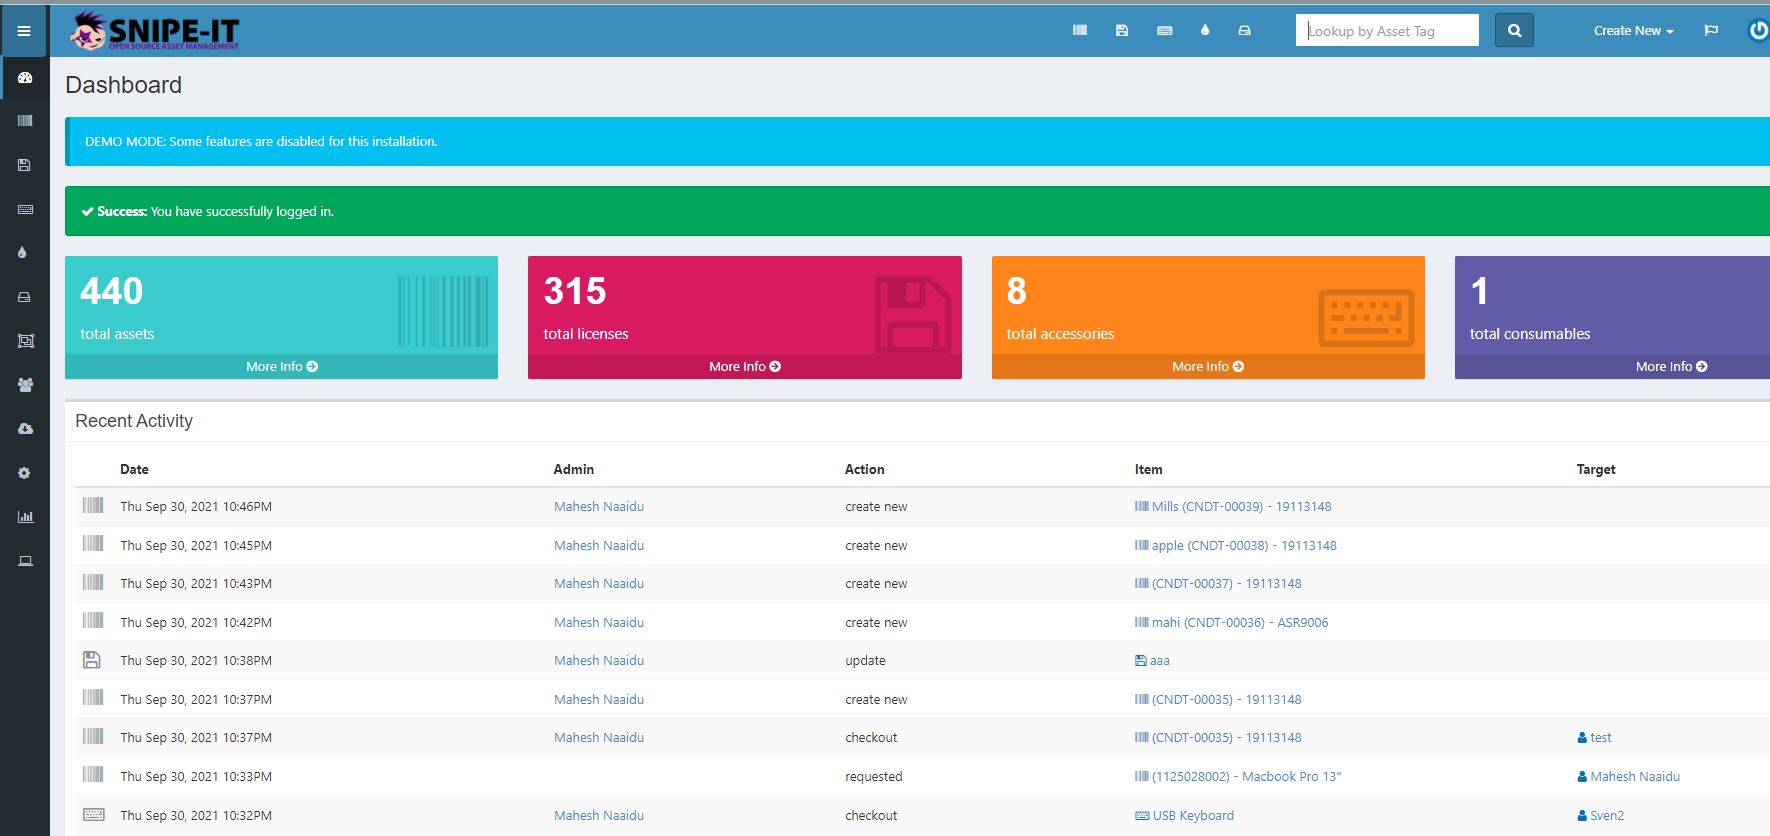 SNIPE-IT
OPEN SOURCE ASSET MANAGEMENT
Lookup by Asset Tag
Create New
Dashboard
DEMO MODE: Some features are disabled for this installation.
Success: You have successfully logged in.
440
total assets
More Info
315
total licenses
More Info
8
total accessories
More Info
1
total consumables
More Info
Recent Activity
Date Admin Action Item Target
Thu Sep 30, 2021 10:46PM Mahesh Naaidu create new Mills (CNDT-00039) - 19113148
Thu Sep 30, 2021 10:45PM Mahesh Naaidu create new apple (CNDT-00038) - 19113148
Thu Sep 30, 2021 10:43PM Mahesh Naaidu create new (CNDT-00037) - 19113148
Thu Sep 30, 2021 10:42PM Mahesh Naaidu create new mahi (CNDT-00036) - ASR9006
Thu Sep 30, 2021 10:38PM Mahesh Naaidu update aaa
Thu Sep 30, 2021 10:37PM Mahesh Naaidu create new (CNDT-00035) - 19113148
Thu Sep 30, 2021 10:37PM Mahesh Naaidu checkout (CNDT-00035) - 19113148 test
Thu Sep 30, 2021 10:33PM requested (1125028002) - Macbook Pro 13" Mahesh Naaidu
Thu Sep 30, 2021 10:32PM Mahesh Naaidu checkout USB Keyboard Sven2